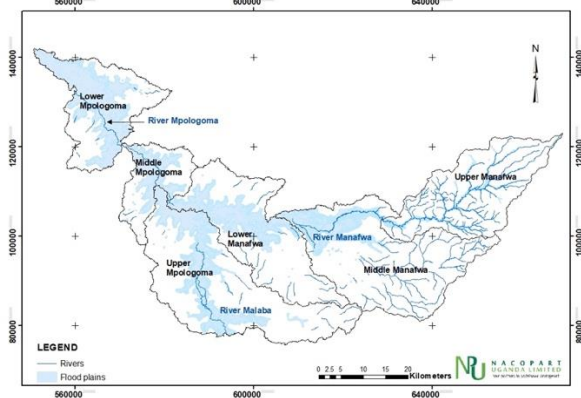 560000 600000 640000
140000
120000
100000
80000
140000
120000
100000
80000
N
Lower
Mpologoma
River Mpologoma
Middle
Mpologoma
Upper Manafwa
Lower
Manafwa
River Manafwa
Upper
Mpologoma
Middle Manafwa
River Malaba
LEGEND
Rivers
Flood plains
0 2.5 5 10 15 20
Kilometers
NPU NACOPART
UGANDA LIMITED
560000 600000 640000